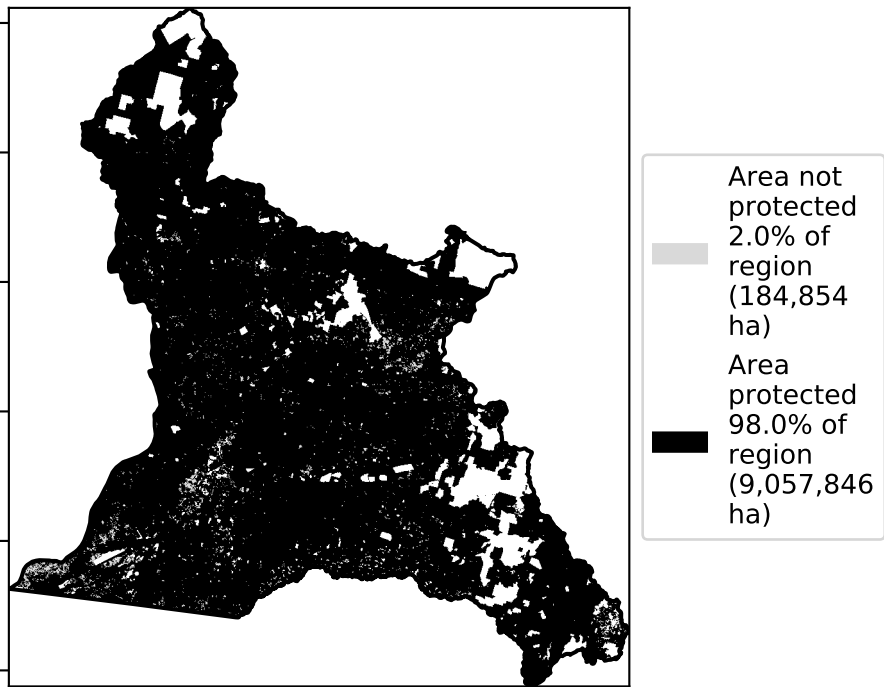 Area not
protected
2.0% of
region
(184,854
ha)
Area
protected
98.0% of
region
(9,057,846
ha)